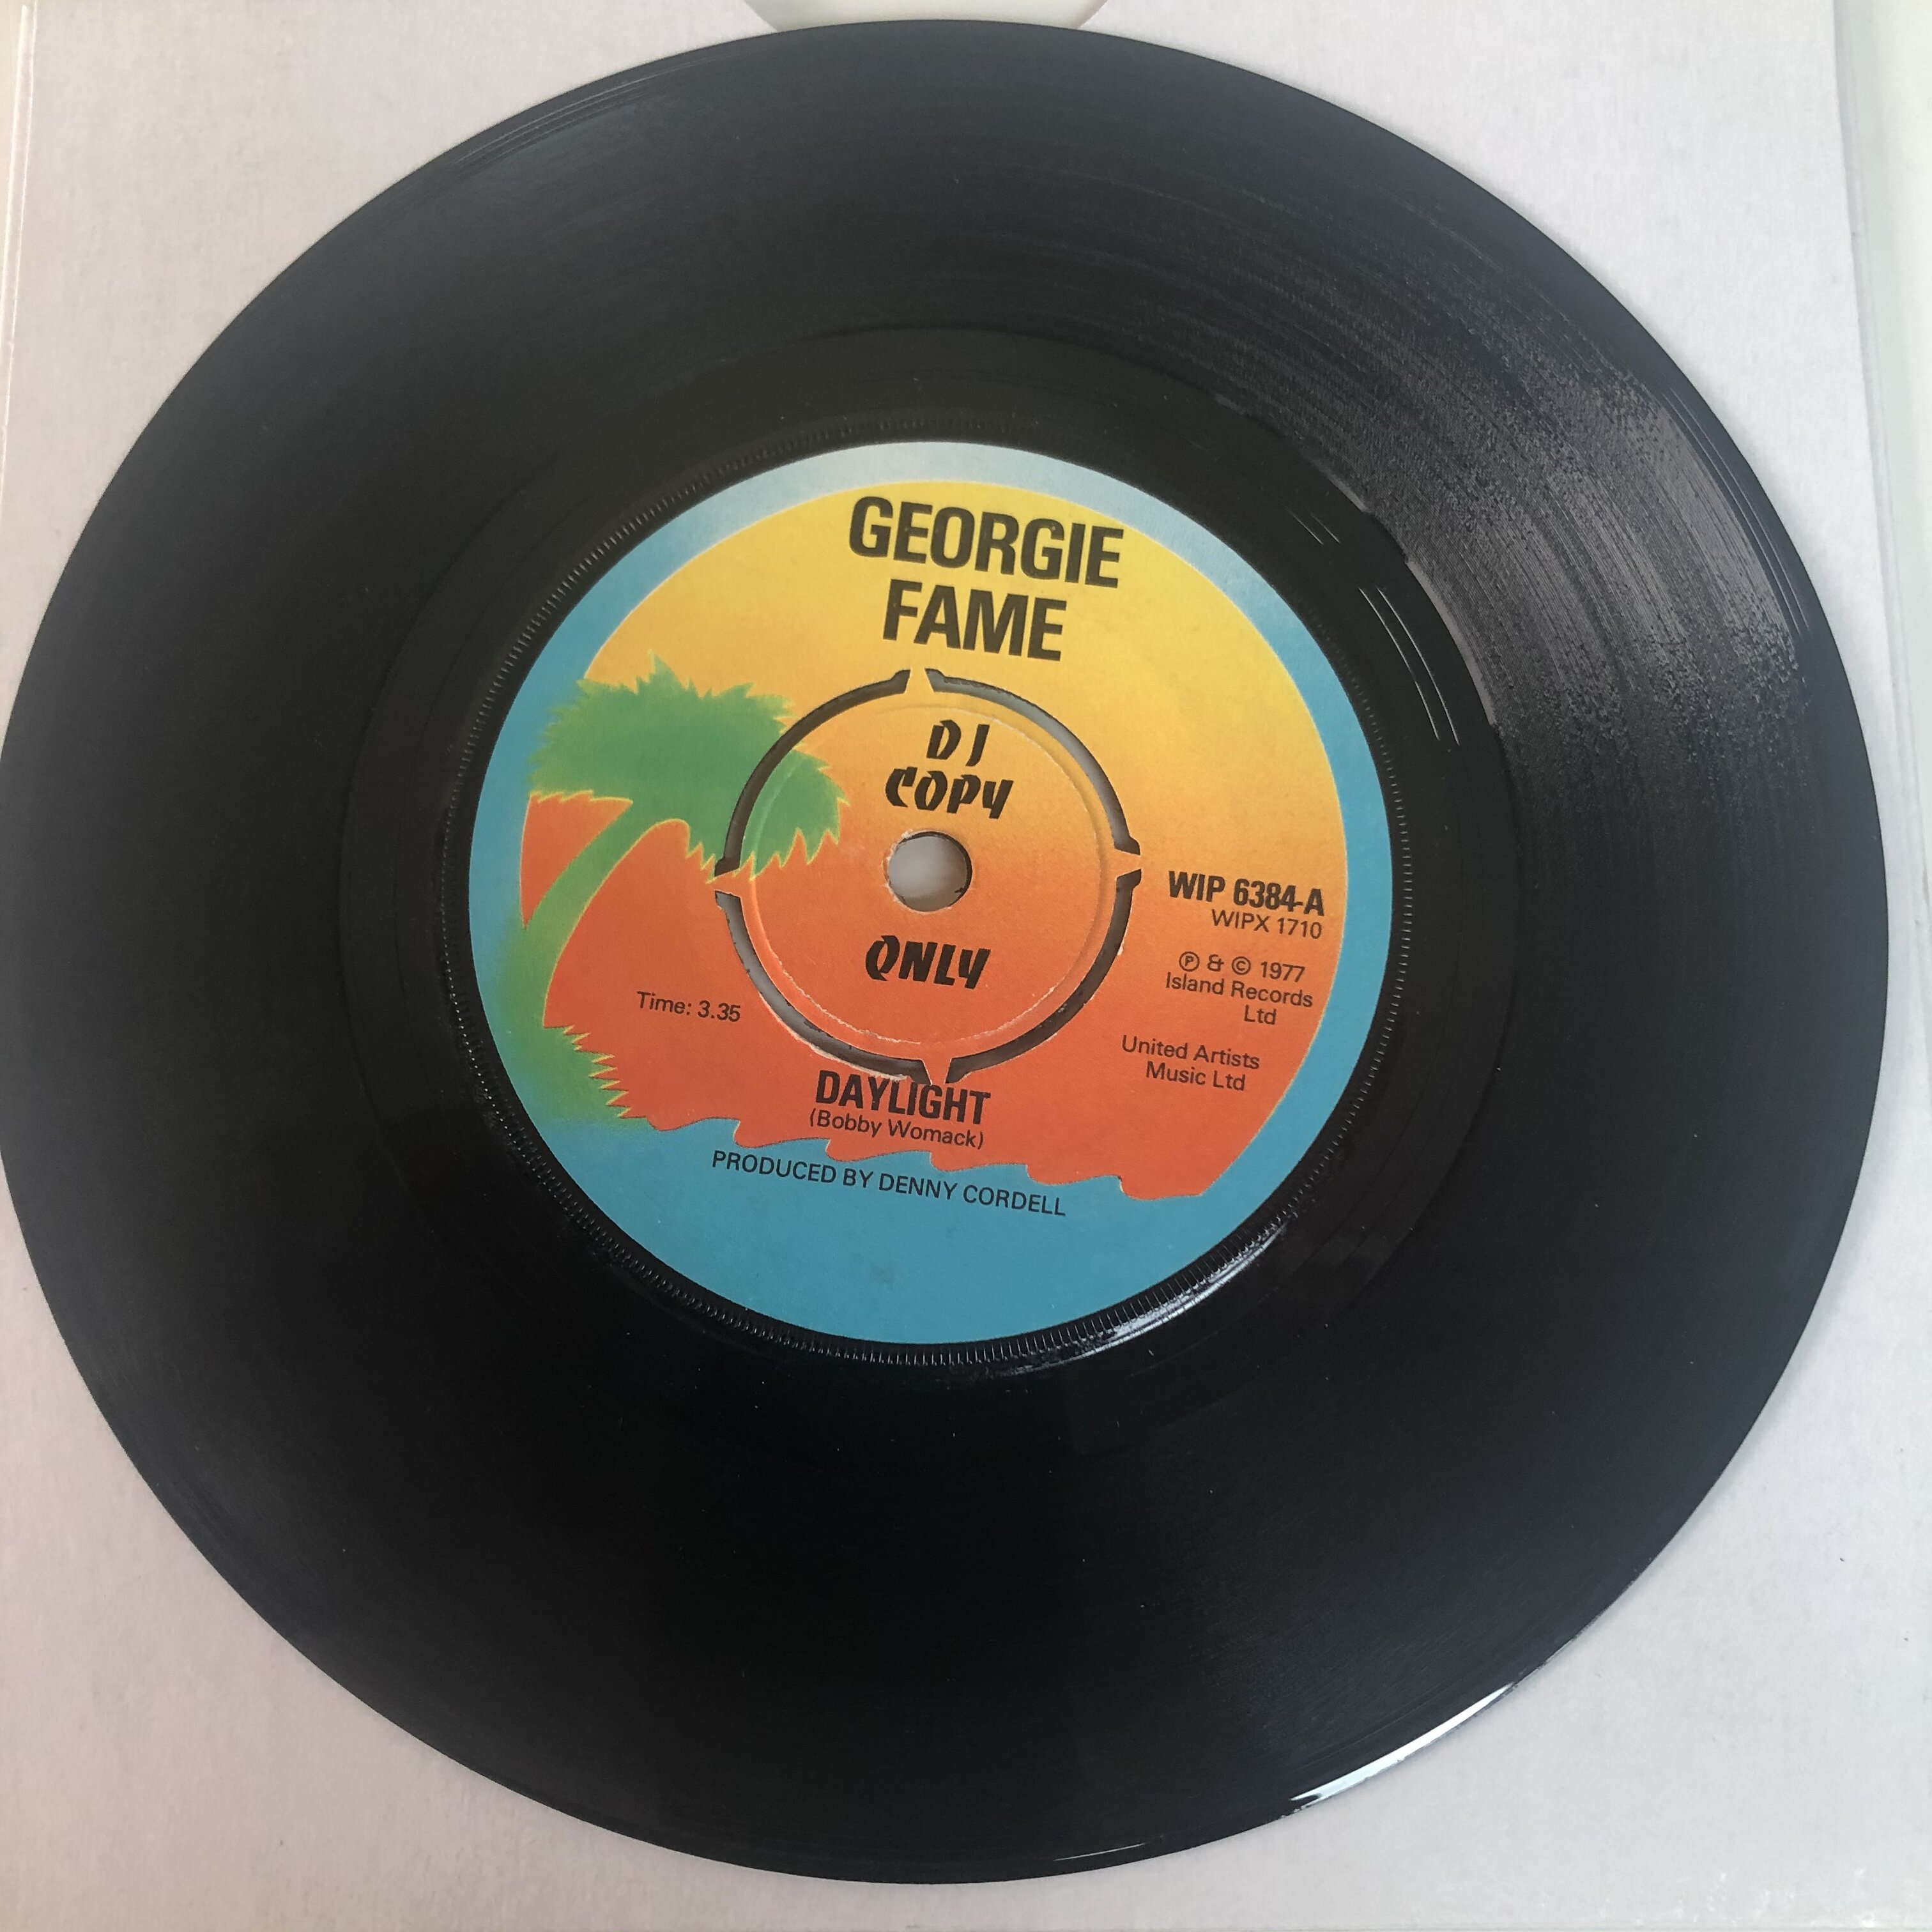 GEORGIE
FAME
DJ
COPY
ONLY
WIP 6384-A
WIPX 1710
Ⓟ & © 1977
Island Records
Ltd
United Artists
Music Ltd
Time: 3.35
DAYLIGHT
(Bobby Womack)
PRODUCED BY DENNY CORDELL